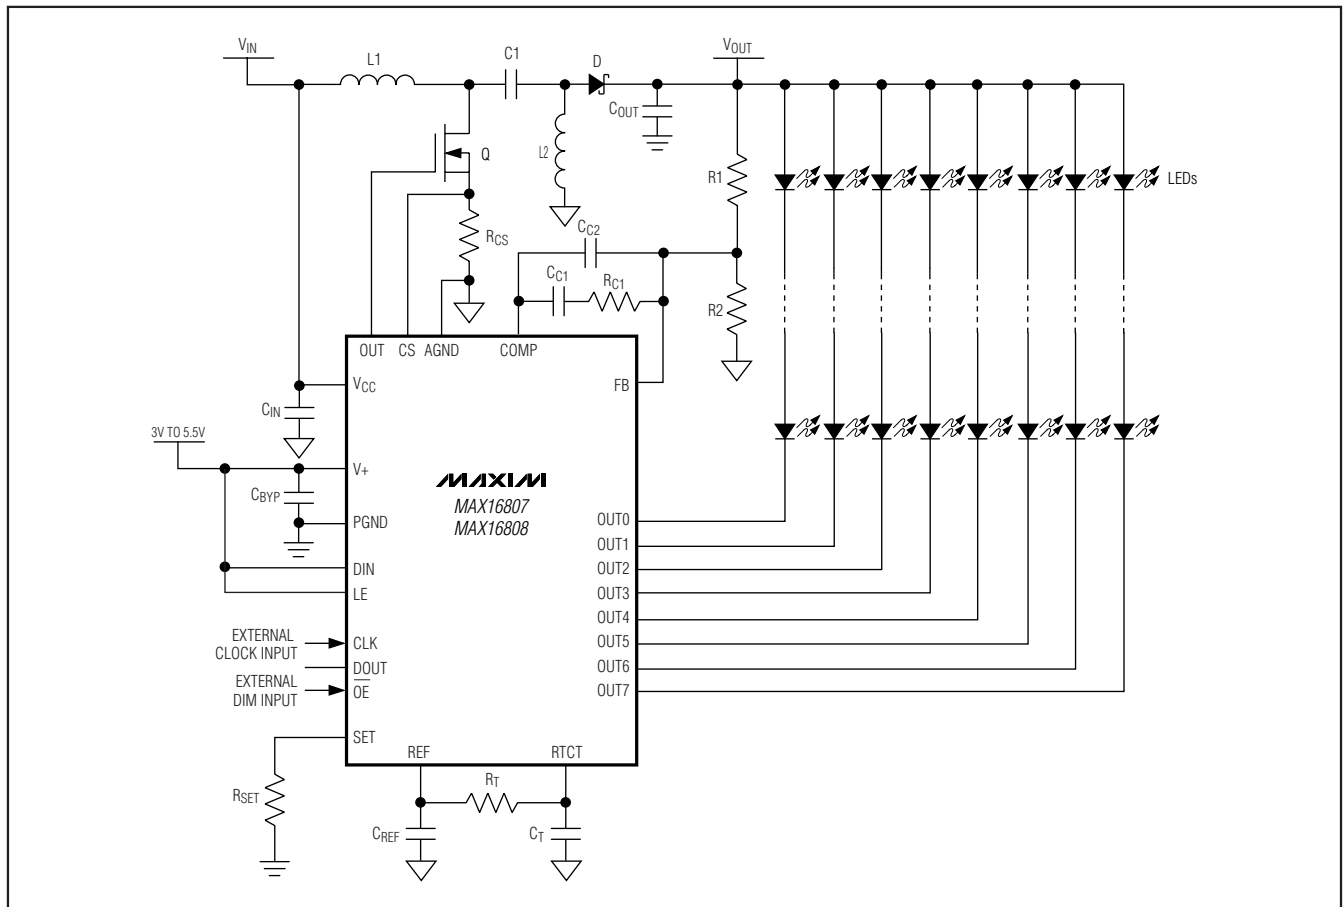 VIN
L1
C1
D
VOUT
COUT
Q
L2
R1
LEDs
RCS
CC2
CC1
RC1
R2
OUT
CS
AGND
COMP
FB
VCC
CIN
3V TO 5.5V
V+
CBYP
PGND
DIN
LE
MAXIM
MAX16807
MAX16808
OUT0
OUT1
OUT2
OUT3
OUT4
OUT5
OUT6
OUT7
EXTERNAL
CLOCK INPUT
CLK
DOUT
EXTERNAL
DIM INPUT
OE
SET
REF
RTCT
RSET
RT
CREF
CT